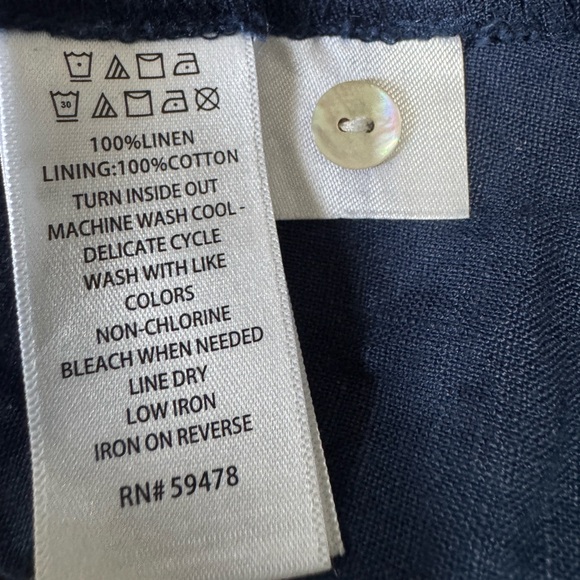 30
100%LINEN
LINING:100%COTTON
TURN INSIDE OUT
MACHINE WASH COOL -
DELICATE CYCLE
WASH WITH LIKE
COLORS
NON-CHLORINE
BLEACH WHEN NEEDED
LINE DRY
LOW IRON
IRON ON REVERSE
RN# 59478